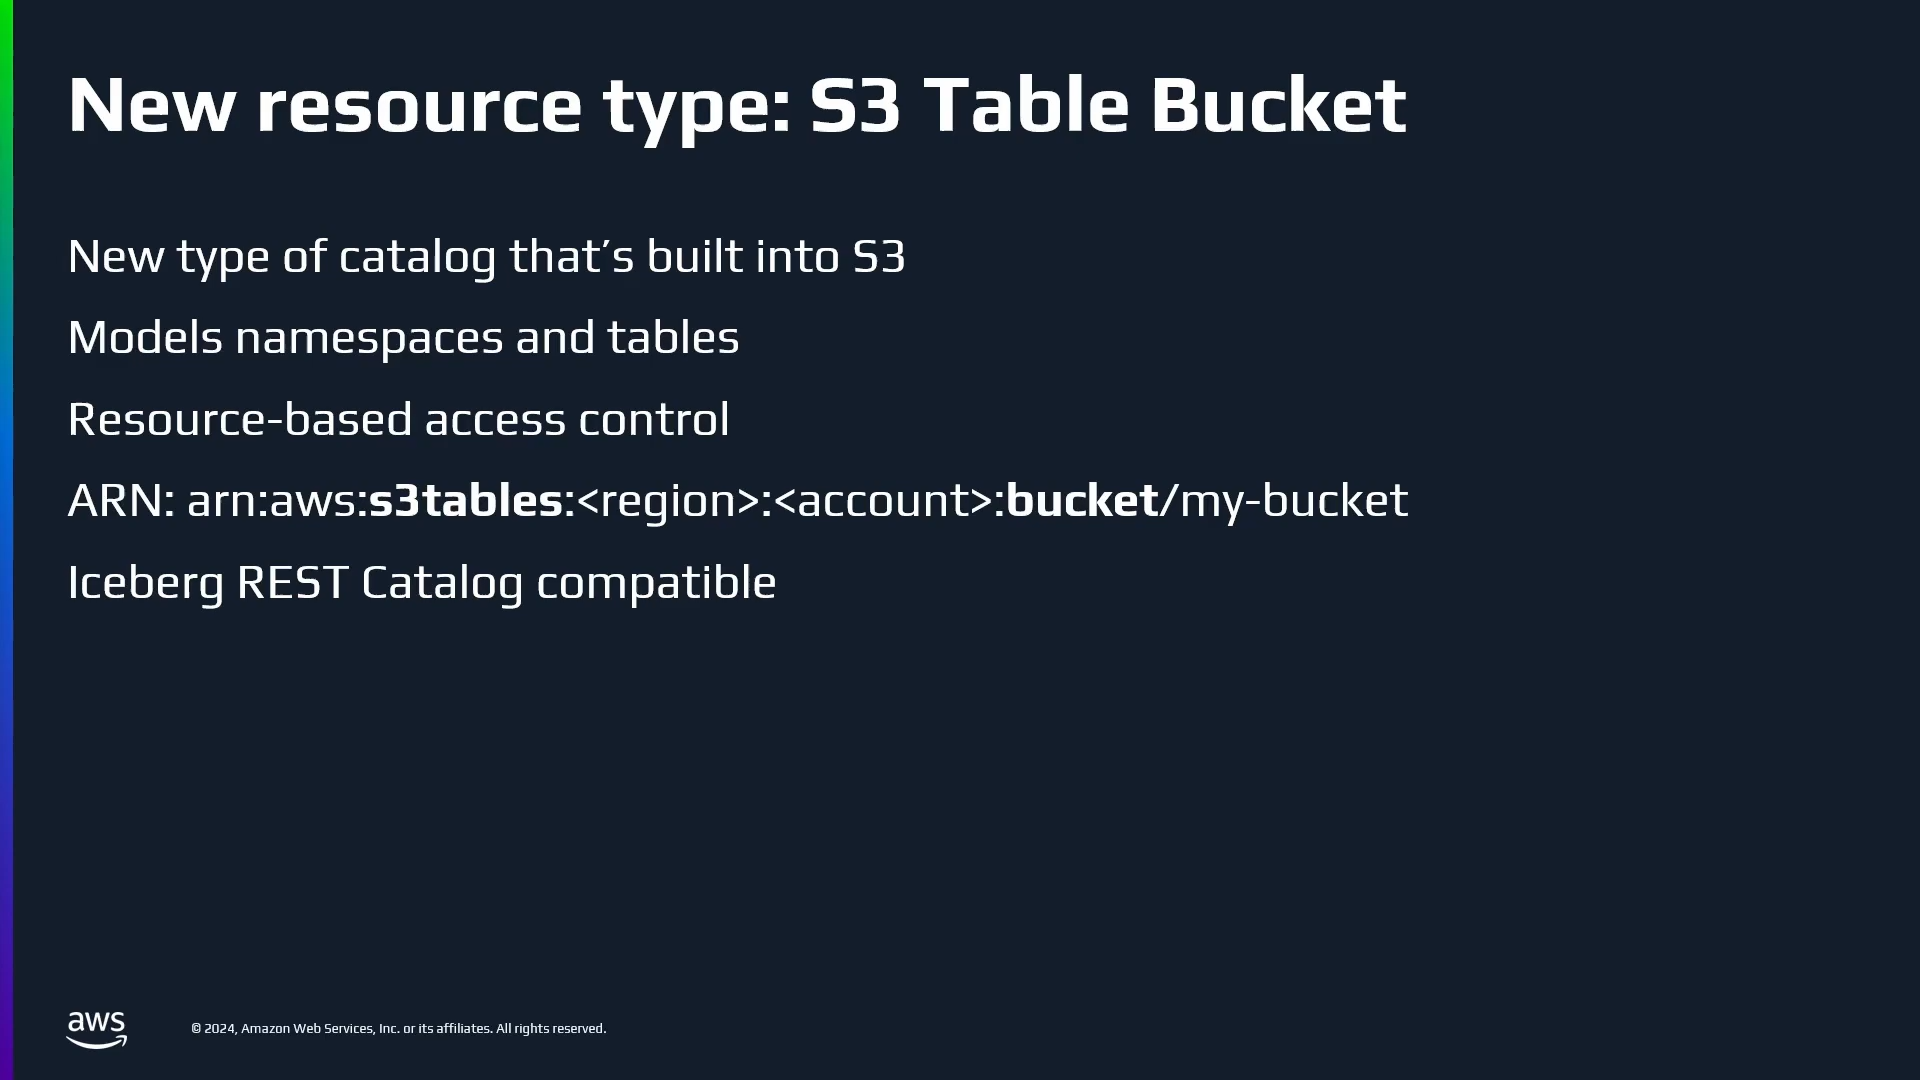 New resource type: S3 Table Bucket
New type of catalog that’s built into S3
Models namespaces and tables
Resource-based access control
ARN: arn:aws:s3tables:<region>:<account>:bucket/my-bucket
Iceberg REST Catalog compatible
aws
© 2024, Amazon Web Services, Inc. or its affiliates. All rights reserved.